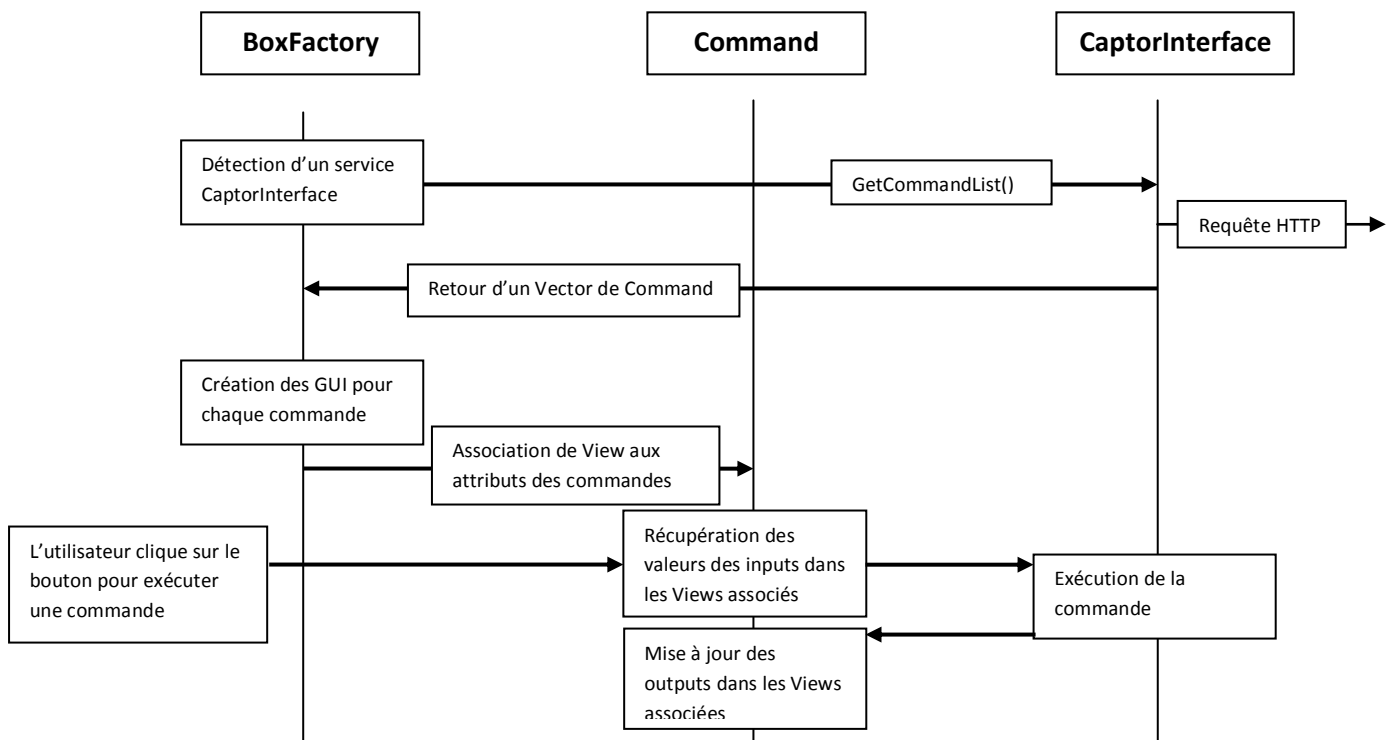 BoxFactory
Command
CaptorInterface
Détection d'un service
CaptorInterface
GetCommandList()
Requête HTTP
Retour d'un Vector de Command
Création des GUI pour
chaque commande
Association de View aux
attributs des commandes
L'utilisateur clique sur le
bouton pour exécuter
une commande
Récupération des
valeurs des inputs dans
les Views associés
Exécution de la
commande
Mise à jour des
outputs dans les Views
associées